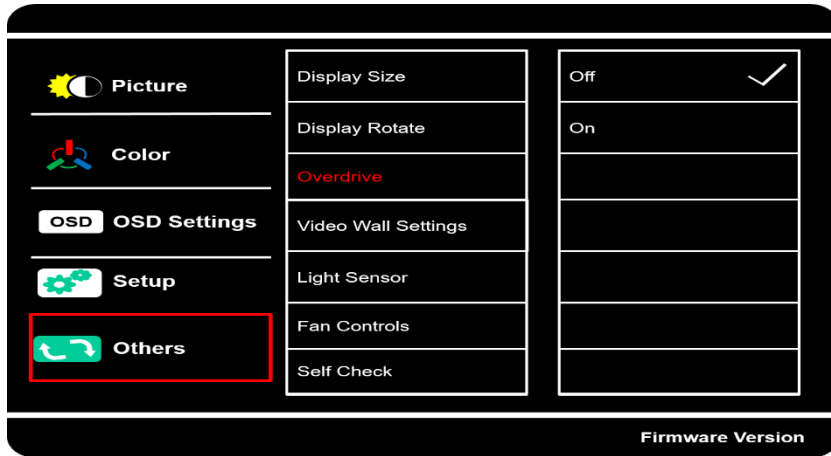 Picture
Color
OSD OSD Settings
Setup
Others
Display Size
Display Rotate
Overdrive
Video Wall Settings
Light Sensor
Fan Controls
Self Check
Off
On
Firmware Version